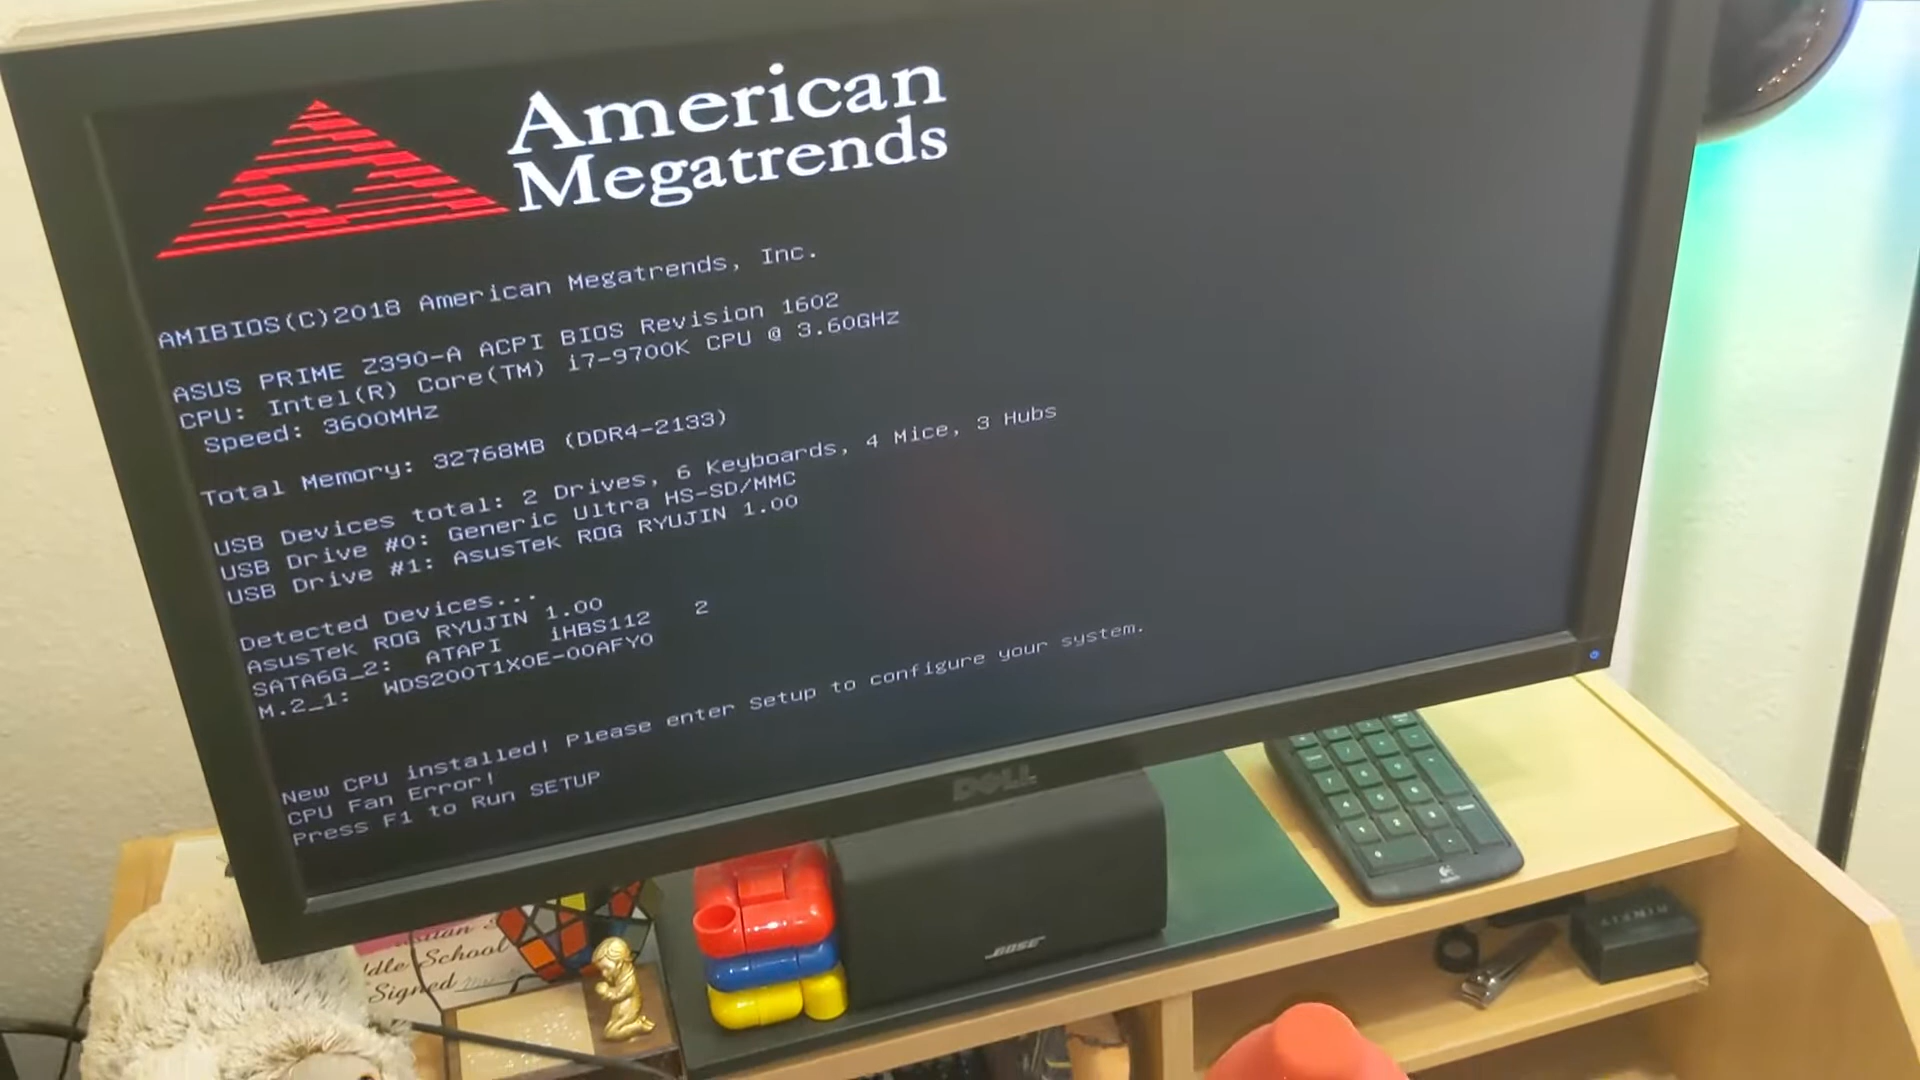 American
Megatrends
AMIBIOS(C)2018 American Megatrends, Inc.
ASUS PRIME Z390-A ACPI BIOS Revision 1602
CPU: Intel(R) Core(TM) i7-9700K CPU @ 3.60GHz
Speed: 3600MHz
Total Memory: 32768MB (DDR4-2133)
USB Devices total: 2 Drives, 6 Keyboards, 4 Mice, 3 Hubs
USB Drive #0: Generic Ultra HS-SD/MMC
USB Drive #1: AsusTek ROG RYUJIN 1.00
Detected Devices...
AsusTek ROG RYUJIN 1.00
SATA6G_2: ATAPI iHBS112 2
M.2_1: WDS200T1X0E-00AFY0
New CPU installed! Please enter Setup to configure your system.
CPU Fan Error!
Press F1 to Run SETUP
DELL
BOSE
School
Signed